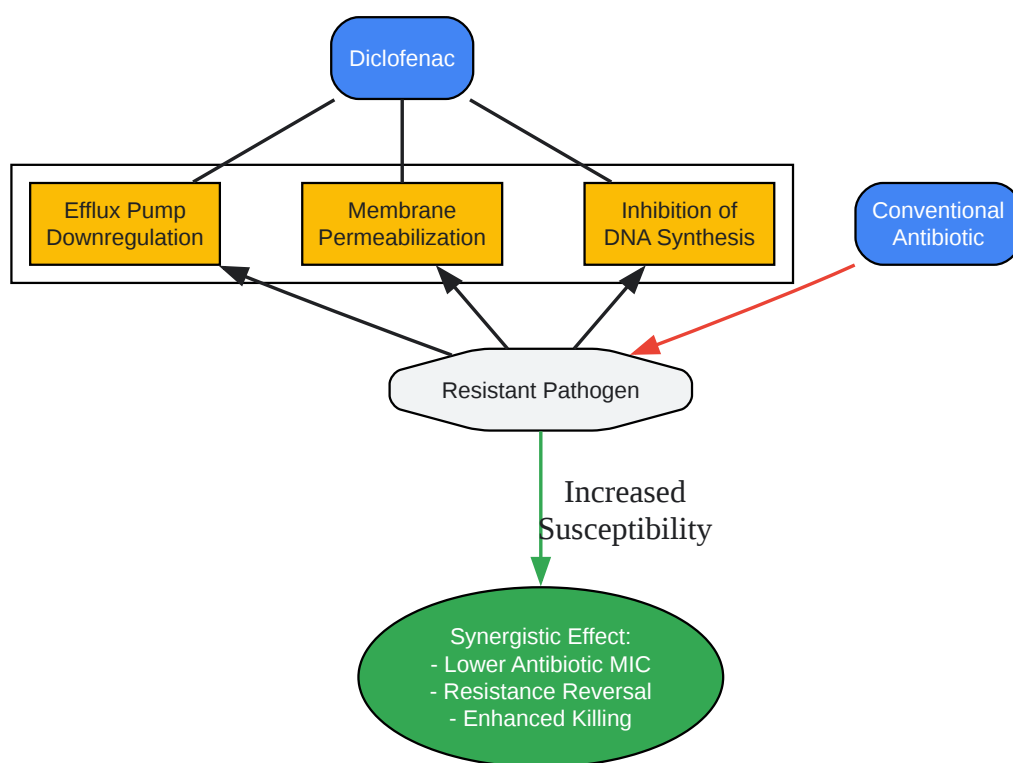 Diclofenac
Efflux Pump
Downregulation
Membrane
Permeabilization
Inhibition of
DNA Synthesis
Conventional
Antibiotic
Resistant Pathogen
Increased
Susceptibility
Synergistic Effect:
- Lower Antibiotic MIC
- Resistance Reversal
- Enhanced Killing